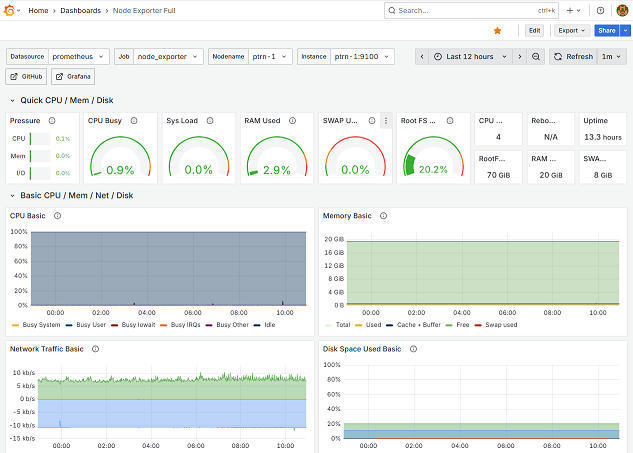 Home › Dashboards › Node Exporter Full
Search...
ctrl+k
Edit
Export
Share
Datasource prometheus
Job node_exporter
Nodename ptrn-1
Instance ptrn-1:9100
Last 12 hours
Refresh 1m
GitHub
Grafana
Quick CPU / Mem / Disk
Pressure
CPU 0.1%
Mem 0.0%
I/O 0.0%
CPU Busy
0.9%
Sys Load
0.0%
RAM Used
2.9%
SWAP U...
0.0%
Root FS ...
20.2%
CPU ...
4
Rebo...
N/A
Uptime
13.3 hours
RootF...
70 GiB
RAM ...
20 GiB
SWA...
8 GiB
Basic CPU / Mem / Net / Disk
CPU Basic
100%
80%
60%
40%
20%
0%
00:00 02:00 04:00 06:00 08:00 10:00
Busy System Busy User Busy Iowait Busy IRQs Busy Other Idle
Memory Basic
20 GiB
16 GiB
12 GiB
8 GiB
4 GiB
0 B
00:00 02:00 04:00 06:00 08:00 10:00
Total Used Cache + Buffer Free Swap used
Network Traffic Basic
10 kb/s
5 kb/s
0 b/s
-5 kb/s
-10 kb/s
-15 kb/s
00:00 02:00 04:00 06:00 08:00 10:00
Disk Space Used Basic
100%
80%
60%
40%
20%
0%
00:00 02:00 04:00 06:00 08:00 10:00